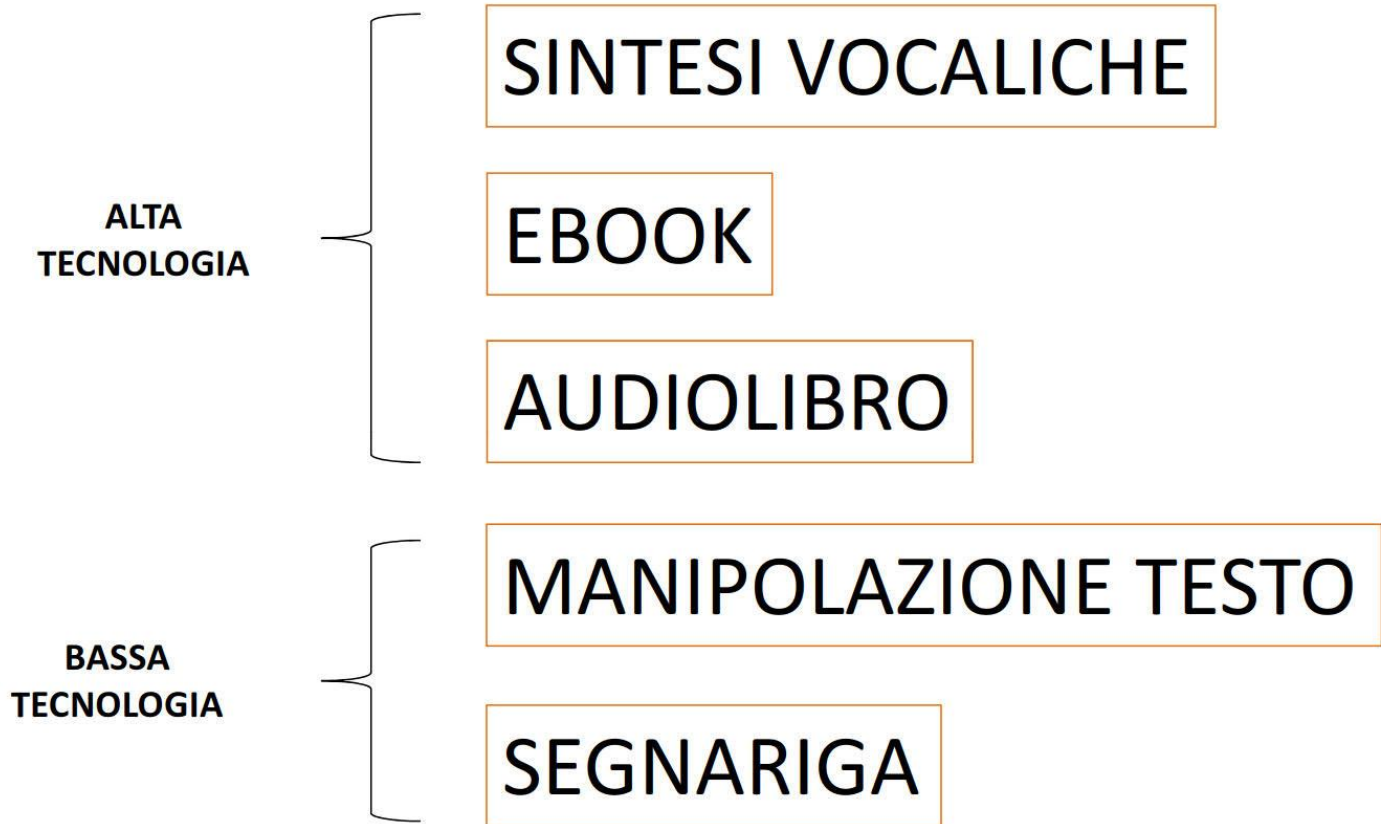 SINTESI VOCALICHE
ALTA
TECNOLOGIA
EBOOK
AUDIOLIBRO
MANIPOLAZIONE TESTO
BASSA
TECNOLOGIA
SEGNARIGA